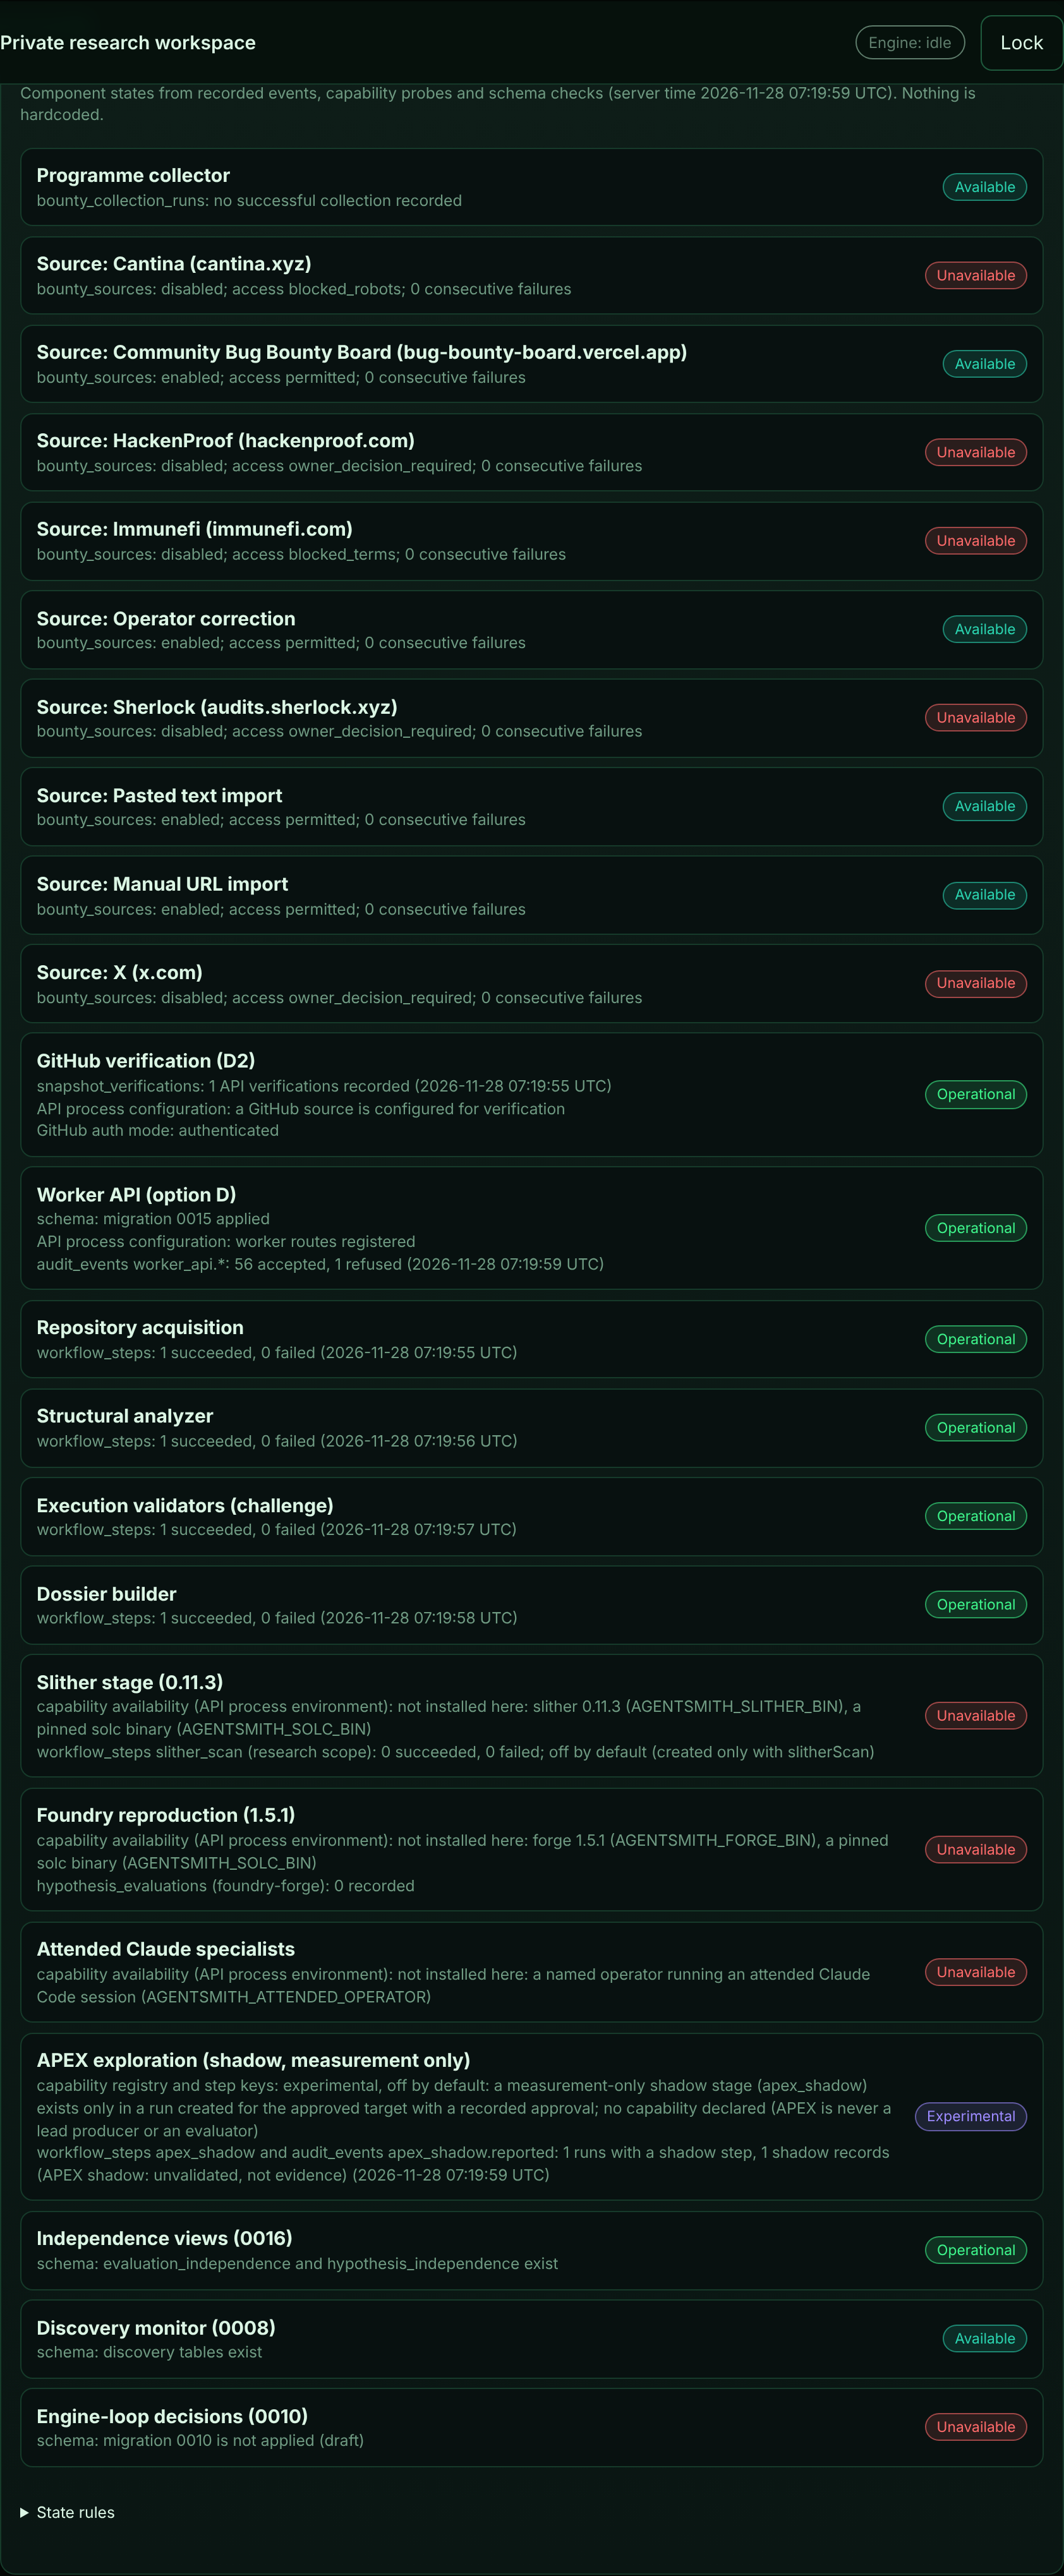 Private research workspace
Engine: idle
Lock
Component states from recorded events, capability probes and schema checks (server time 2026-11-28 07:19:59 UTC). Nothing is
hardcoded.
Programme collector
bounty_collection_runs: no successful collection recorded
Available
Source: Cantina (cantina.xyz)
bounty_sources: disabled; access blocked_robots; 0 consecutive failures
Unavailable
Source: Community Bug Bounty Board (bug-bounty-board.vercel.app)
bounty_sources: enabled; access permitted; 0 consecutive failures
Available
Source: HackenProof (hackenproof.com)
bounty_sources: disabled; access owner_decision_required; 0 consecutive failures
Unavailable
Source: Immunefi (immunefi.com)
bounty_sources: disabled; access blocked_terms; 0 consecutive failures
Unavailable
Source: Operator correction
bounty_sources: enabled; access permitted; 0 consecutive failures
Available
Source: Sherlock (audits.sherlock.xyz)
bounty_sources: disabled; access owner_decision_required; 0 consecutive failures
Unavailable
Source: Pasted text import
bounty_sources: enabled; access permitted; 0 consecutive failures
Available
Source: Manual URL import
bounty_sources: enabled; access permitted; 0 consecutive failures
Available
Source: X (x.com)
bounty_sources: disabled; access owner_decision_required; 0 consecutive failures
Unavailable
GitHub verification (D2)
snapshot_verifications: 1 API verifications recorded (2026-11-28 07:19:55 UTC)
API process configuration: a GitHub source is configured for verification
GitHub auth mode: authenticated
Operational
Worker API (option D)
schema: migration 0015 applied
API process configuration: worker routes registered
audit_events worker_api.*: 56 accepted, 1 refused (2026-11-28 07:19:59 UTC)
Operational
Repository acquisition
workflow_steps: 1 succeeded, 0 failed (2026-11-28 07:19:55 UTC)
Operational
Structural analyzer
workflow_steps: 1 succeeded, 0 failed (2026-11-28 07:19:56 UTC)
Operational
Execution validators (challenge)
workflow_steps: 1 succeeded, 0 failed (2026-11-28 07:19:57 UTC)
Operational
Dossier builder
workflow_steps: 1 succeeded, 0 failed (2026-11-28 07:19:58 UTC)
Operational
Slither stage (0.11.3)
capability availability (API process environment): not installed here: slither 0.11.3 (AGENTSMITH_SLITHER_BIN), a
pinned solc binary (AGENTSMITH_SOLC_BIN)
workflow_steps slither_scan (research scope): 0 succeeded, 0 failed; off by default (created only with slitherScan)
Unavailable
Foundry reproduction (1.5.1)
capability availability (API process environment): not installed here: forge 1.5.1 (AGENTSMITH_FORGE_BIN), a pinned
solc binary (AGENTSMITH_SOLC_BIN)
hypothesis_evaluations (foundry-forge): 0 recorded
Unavailable
Attended Claude specialists
capability availability (API process environment): not installed here: a named operator running an attended Claude
Code session (AGENTSMITH_ATTENDED_OPERATOR)
Unavailable
APEX exploration (shadow, measurement only)
capability registry and step keys: experimental, off by default: a measurement-only shadow stage (apex_shadow)
exists only in a run created for the approved target with a recorded approval; no capability declared (APEX is never a
lead producer or an evaluator)
workflow_steps apex_shadow and audit_events apex_shadow.reported: 1 runs with a shadow step, 1 shadow records
(APEX shadow: unvalidated, not evidence) (2026-11-28 07:19:59 UTC)
Experimental
Independence views (0016)
schema: evaluation_independence and hypothesis_independence exist
Operational
Discovery monitor (0008)
schema: discovery tables exist
Available
Engine-loop decisions (0010)
schema: migration 0010 is not applied (draft)
Unavailable
▶ State rules